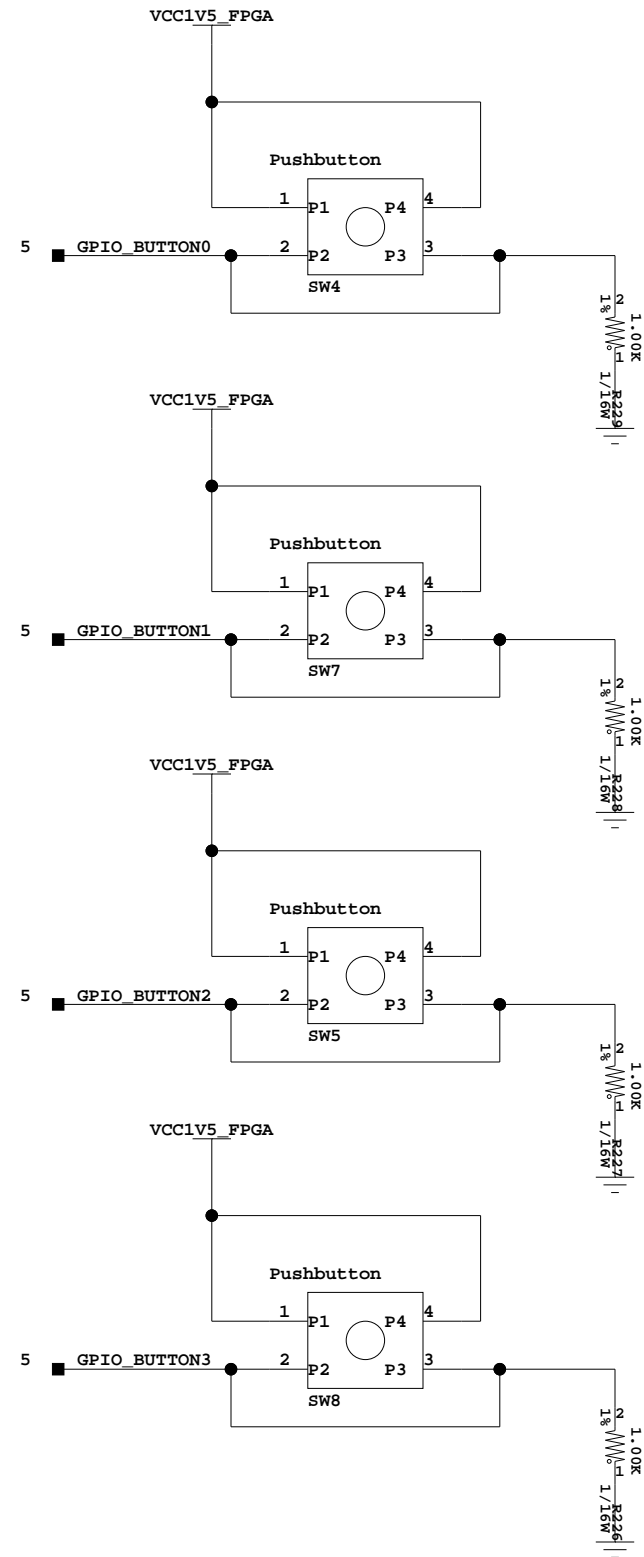 VCC1V5_FPGA
Pushbutton
1 P1 P4 4
5 GPIO_BUTTON0 2 P2 P3 3
SW4
2
1%
1.00K
1
1/16W
R229
VCC1V5_FPGA
Pushbutton
1 P1 P4 4
5 GPIO_BUTTON1 2 P2 P3 3
SW7
2
1%
1.00K
1
1/16W
R228
VCC1V5_FPGA
Pushbutton
1 P1 P4 4
5 GPIO_BUTTON2 2 P2 P3 3
SW5
2
1%
1.00K
1
1/16W
R227
VCC1V5_FPGA
Pushbutton
1 P1 P4 4
5 GPIO_BUTTON3 2 P2 P3 3
SW8
2
1%
1.00K
1
1/16W
R226